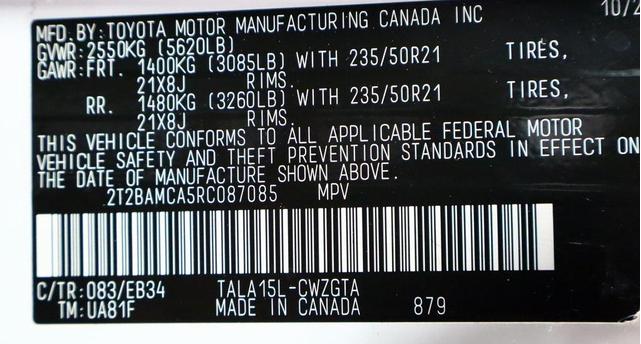 10/2
MFD.BY:TOYOTA MOTOR MANUFACTURING CANADA INC
GVWR:2550KG (5620LB)
GAWR:FRT. 1400KG (3085LB) WITH 235/50R21 TIRES,
21X8J RIMS.
RR. 1480KG (3260LB) WITH 235/50R21 TIRES,
21X8J RIMS.
THIS VEHICLE CONFORMS TO ALL APPLICABLE FEDERAL MOTOR
VEHICLE SAFETY AND THEFT PREVENTION STANDARDS IN EFFECT ON
THE DATE OF MANUFACTURE SHOWN ABOVE.
2T2BAMCA5RC087085 MPV
C/TR:083/EB34 TALA15L-CWZGTA
TM:UA81F MADE IN CANADA 879